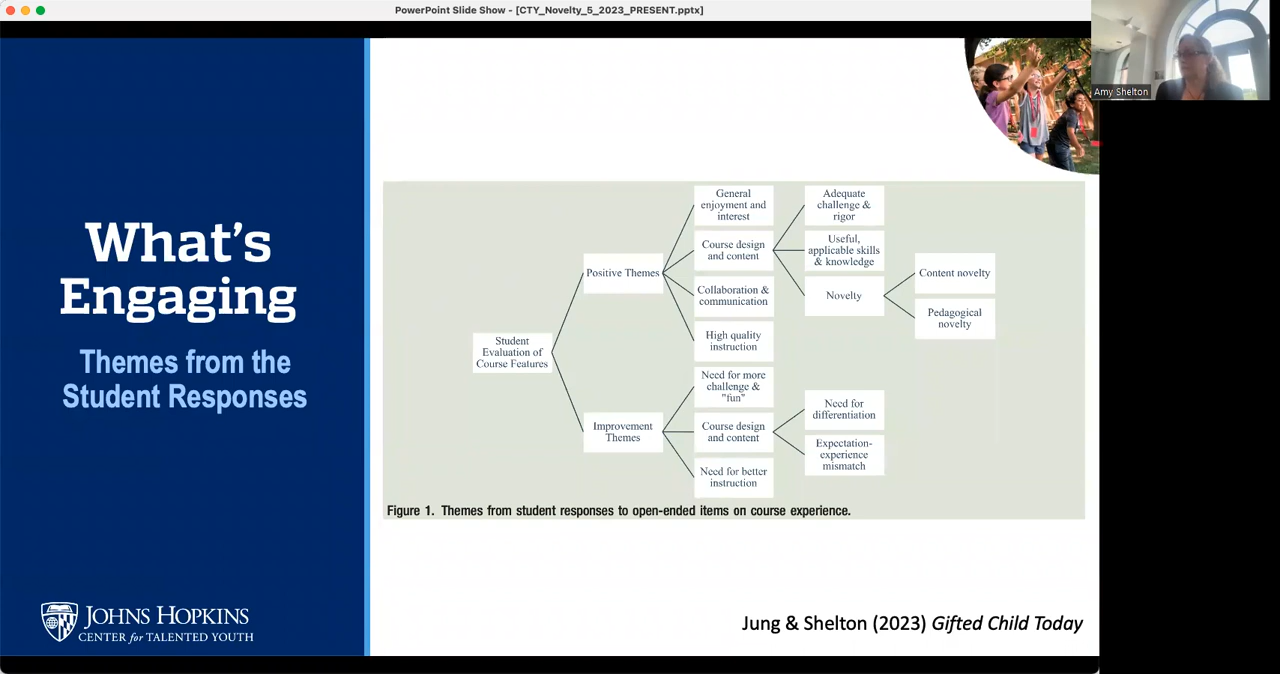 PowerPoint Slide Show - [CTY_Novelty_5_2023_PRESENT.pptx]
Amy Shelton
What's
Engaging
Themes from the
Student Responses
Student
Evaluation of
Course Features
Positive Themes
General
enjoyment and
interest
Course design
and content
Collaboration &
communication
High quality
instruction
Adequate
challenge &
rigor
Useful,
applicable skills
& knowledge
Novelty
Content novelty
Pedagogical
novelty
Improvement
Themes
Need for more
challenge &
"fun"
Course design
and content
Need for better
instruction
Need for
differentiation
Expectation-
experience
mismatch
Figure 1. Themes from student responses to open-ended items on course experience.
JOHNS HOPKINS
CENTER for TALENTED YOUTH
Jung & Shelton (2023) Gifted Child Today